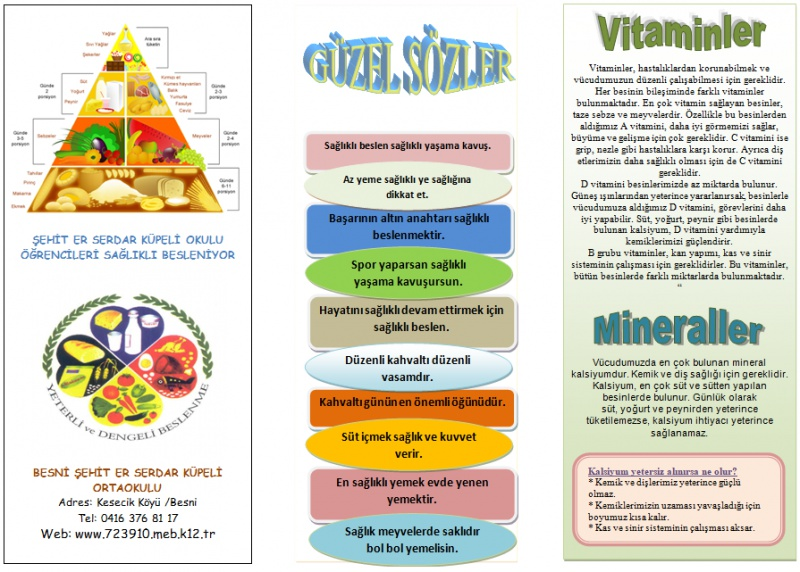 Yağlar
Sıvı Yağlar
Şekerler
Ara sıra
tüketin
Günde
2
porsiyon
Süt
Yoğurt
Peynir
Kırmızı et
Kümes hayvanları
Balık
Yumurta
Fasulye
Ceviz
Günde
2-3
porsiyon
Günde
3-5
porsiyon
Sebzeler
Meyveler
Günde
2-4
porsiyon
Tahıllar
Pirinç
Makarna
Ekmek
Günde
6-11
porsiyon
ŞEHİT ER SERDAR KÜPELİ OKULU
ÖĞRENCİLERİ SAĞLIKLI BESLENİYOR
YETERLİ ve DENGELİ BESLENME
BESNİ ŞEHİT ER SERDAR KÜPELİ
ORTAOKULU
Adres: Kesecik Köyü /Besni
Tel: 0416 376 81 17
Web: www.723910.meb.k12.tr
GÜZEL SÖZLER
Sağlıklı beslen sağlıklı yaşama kavuş.
Az yeme sağlıklı ye sağlığına
dikkat et.
Başarının altın anahtarı sağlıklı
beslenmektir.
Spor yaparsan sağlıklı
yaşama kavuşursun.
Hayatını sağlıklı devam ettirmek için
sağlıklı beslen.
Düzenli kahvaltı düzenli
yasamdır.
Kahvaltı günün en önemli öğünüdür.
Süt içmek sağlık ve kuvvet
verir.
En sağlıklı yemek evde yenen
yemektir.
Sağlık meyvelerde saklıdır
bol bol yemelisin.
Vitaminler
Vitaminler, hastalıklardan korunabilmek ve
vücudumuzun düzenli çalışabilmesi için gereklidir.
Her besinin bileşiminde farklı vitaminler
bulunmaktadır. En çok vitamin sağlayan besinler,
taze sebze ve meyvelerdir. Özellikle bu besinlerden
aldığımız A vitamini, daha iyi görmemizi sağlar,
büyüme ve gelişme için çok gereklidir. C vitamini ise
grip, nezle gibi hastalıklara karşı korur. Ayrıca diş
etlerimizin daha sağlıklı olması için de C vitamini
gereklidir.
D vitamini besinlerimizde az miktarda bulunur.
Güneş ışınlarından yeterince yararlanırsak, besinlerle
vücudumuza aldığımız D vitamini, görevlerini daha
iyi yapabilir. Süt, yoğurt, peynir gibi besinlerde
bulunan kalsiyum, D vitamini yardımıyla
kemiklerimizi güçlendirir.
B grubu vitaminler, kan yapımı, kas ve sinir
sisteminin çalışması için gereklidirler. Bu vitaminler,
bütün besinlerde farklı miktarlarda bulunmaktadır.
“
Mineraller
Vücudumuzda en çok bulunan mineral
kalsiyumdur. Kemik ve diş sağlığı için gereklidir.
Kalsiyum, en çok süt ve sütten yapılan
besinlerde bulunur. Günlük olarak
süt, yoğurt ve peynirden yeterince
tüketilemezse, kalsiyum ihtiyacı yeterince
sağlanamaz.
Kalsiyum yetersiz alınırsa ne olur?
* Kemik ve dişlerimiz yeterince güçlü
olmaz.
* Kemiklerimizin uzaması yavaşladığı için
boyumuz kısa kalır.
* Kas ve sinir sisteminin çalışması aksar.